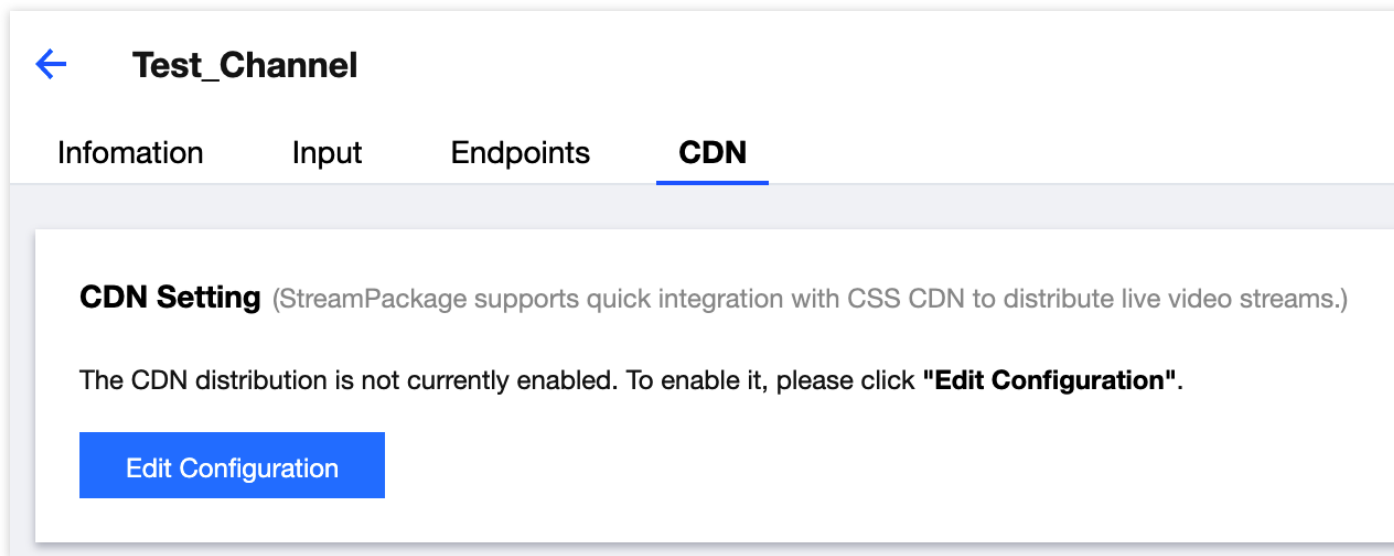 Test_Channel
Infomation Input Endpoints CDN
CDN Setting (StreamPackage supports quick integration with CSS CDN to distribute live video streams.)
The CDN distribution is not currently enabled. To enable it, please click "Edit Configuration".
Edit Configuration